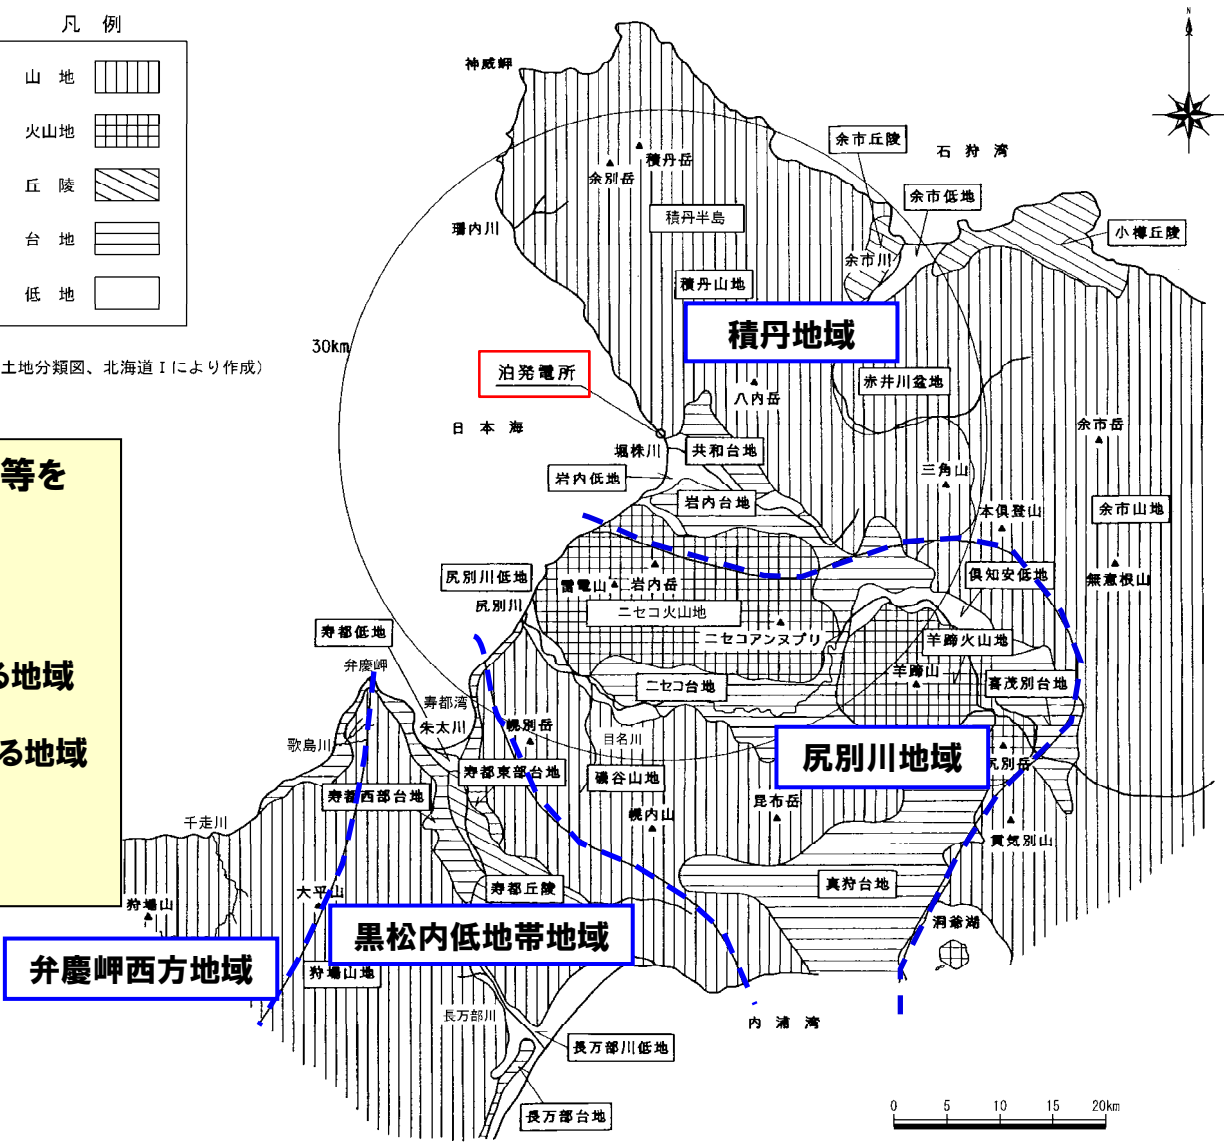 凡 例
山 地
火山地
丘 陵
台 地
低 地
土地分類図、北海道Ⅰにより作成）
N
神威岬
余市丘陵
石 狩 湾
積丹岳
余別岳
余市低地
珊内川
積丹半島
小樽丘陵
余市川
積丹山地
積丹地域
30km
泊発電所
赤井川盆地
八内岳
日 本 海
余市岳
堀株川
共和台地
岩内低地
三角山
岩内台地
本倶登山
余市山地
等を
尻別川低地
雷電山
岩内岳
倶知安低地
無意根山
尻別川
ニセコ火山地
寿都低地
ニセコアンヌプリ
羊蹄火山地
弁慶岬
羊蹄山
る地域
ニセコ台地
喜茂別台地
寿都湾
朱太川
幌別岳
目名川
歌島川
る地域
尻別川地域
尻別岳
寿都東部台地
磯谷山地
寿都西部台地
昆布岳
幌内山
千走川
貫気別山
寿都丘陵
真狩台地
大平山
狩場山
洞爺湖
黒松内低地帯地域
弁慶岬西方地域
狩場山地
長万部川
内 浦 湾
長万部川低地
長万部台地
0 5 10 15 20km